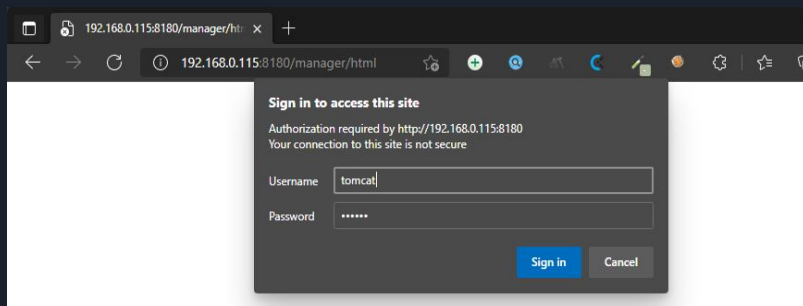 192.168.0.115:8180/manager/htr
192.168.0.115:8180/manager/html
Sign in to access this site
Authorization required by http://192.168.0.115:8180
Your connection to this site is not secure
Username tomcat
Password ••••••
Sign in Cancel